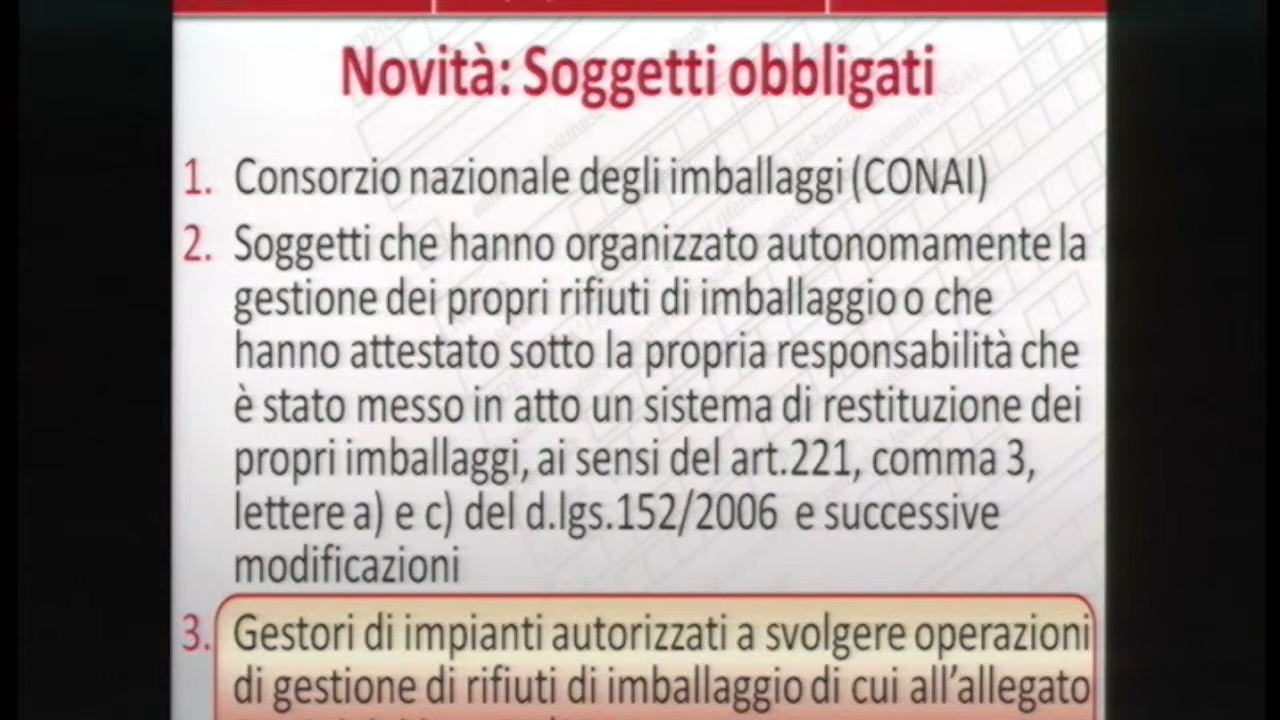 Novità: Soggetti obbligati
1. Consorzio nazionale degli imballaggi (CONAI)
2. Soggetti che hanno organizzato autonomamente la
gestione dei propri rifiuti di imballaggio o che
hanno attestato sotto la propria responsabilità che
è stato messo in atto un sistema di restituzione dei
propri imballaggi, ai sensi del art.221, comma 3,
lettere a) e c) del d.lgs.152/2006 e successive
modificazioni
3. Gestori di impianti autorizzati a svolgere operazioni
di gestione di rifiuti di imballaggio di cui all'allegato